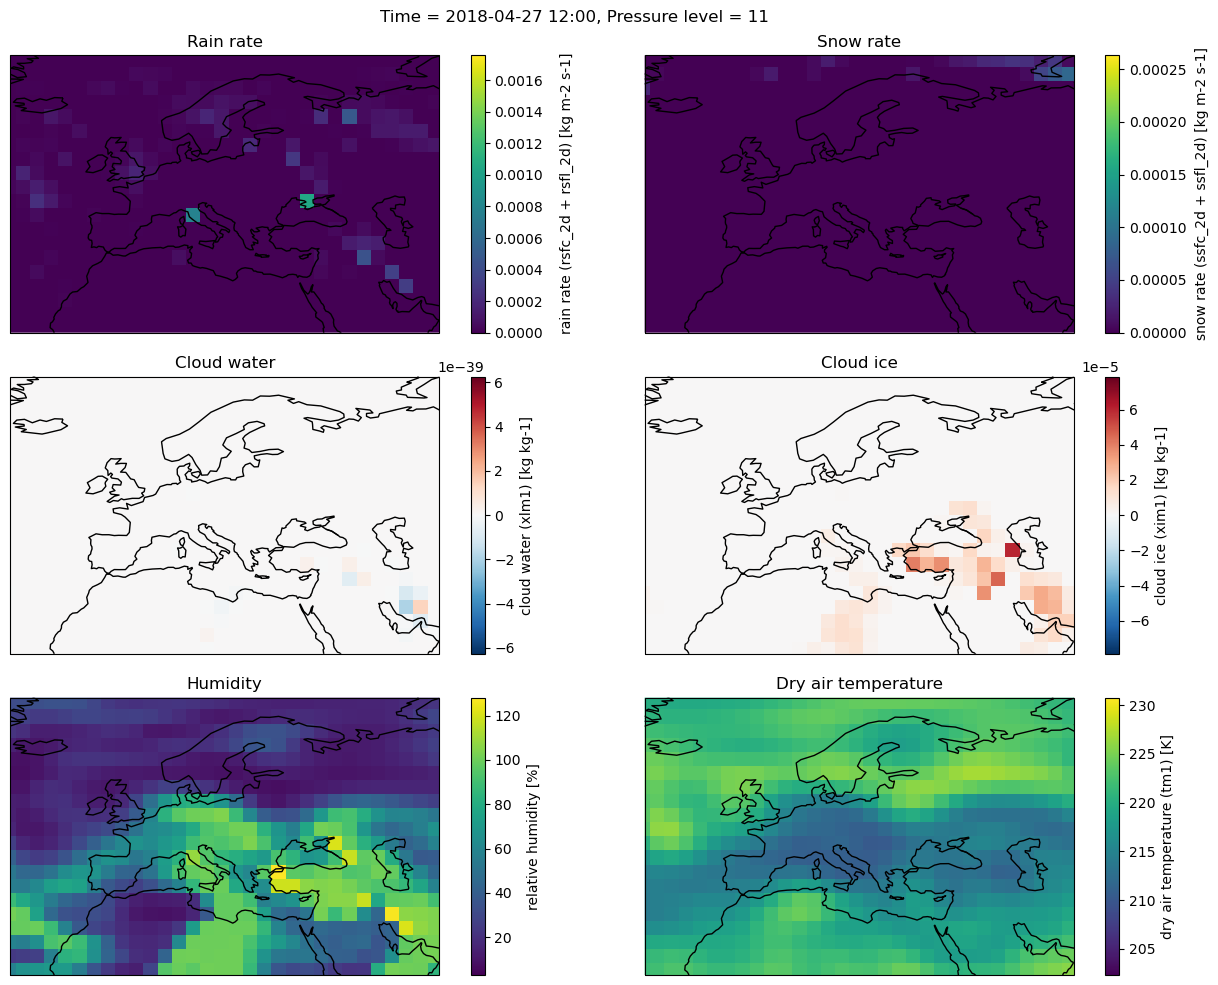 Time = 2018-04-27 12:00, Pressure level = 11
Rain rate
0.0016
0.0014
0.0012
0.0010
0.0008
0.0006
0.0004
0.0002
0.0000
rain rate (rsfc_2d + rsfl_2d) [kg m-2 s-1]
Snow rate
0.00025
0.00020
0.00015
0.00010
0.00005
0.00000
snow rate (ssfc_2d + ssfl_2d) [kg m-2 s-1]
Cloud water
1e−39
6
4
2
0
−2
−4
−6
cloud water (xlm1) [kg kg-1]
Cloud ice
1e−5
6
4
2
0
−2
−4
−6
cloud ice (xim1) [kg kg-1]
Humidity
120
100
80
60
40
20
relative humidity [%]
Dry air temperature
230
225
220
215
210
205
dry air temperature (tm1) [K]